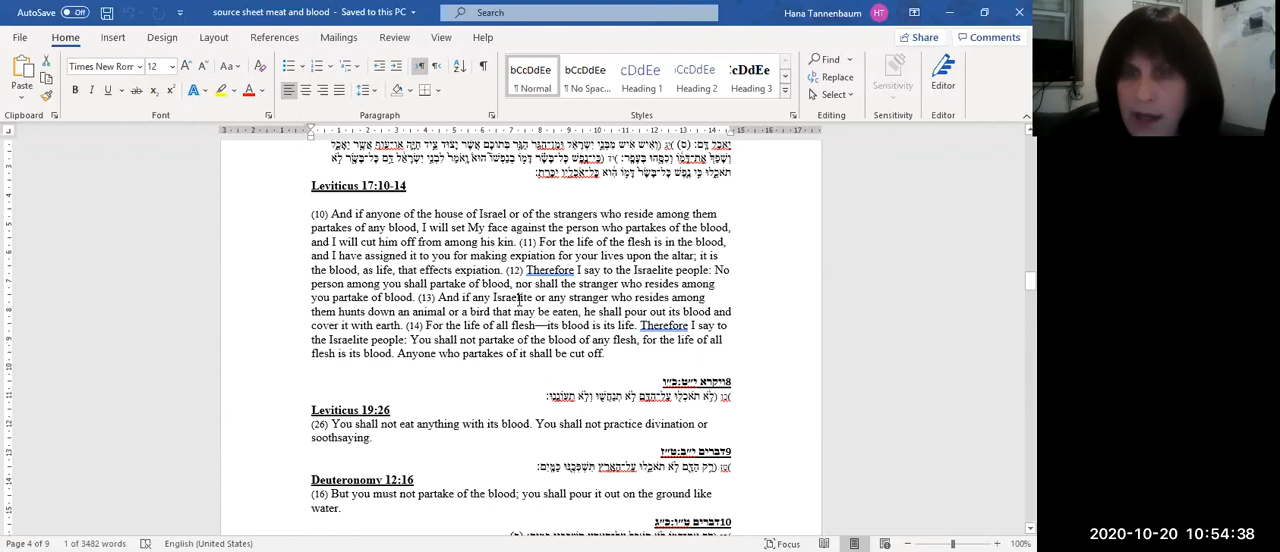 AutoSave Off
source sheet meat and blood - Saved to this PC
Search
Hana Tannenbaum HT
File Home Insert Design Layout References Mailings Review View Help
Share Comments
Paste
Clipboard
Times New Rom 12
Font
Paragraph
AaBbCcDdEe ¶ Normal
¶ No Spac...
Heading 1
Heading 2
Heading 3
Styles
Find
Replace
Select
Editing
Sensitivity
Sensitivity
Editor
Editor
Leviticus 17:10-14
(10) And if anyone of the house of Israel or of the strangers who reside among them
partakes of any blood, I will set My face against the person who partakes of the blood,
and I will cut him off from among his kin. (11) For the life of the flesh is in the blood,
and I have assigned it to you for making expiation for your lives upon the altar; it is
the blood, as life, that effects expiation. (12) Therefore I say to the Israelite people: No
person among you shall partake of blood, nor shall the stranger who resides among
you partake of blood. (13) And if any Israelite or any stranger who resides among
them hunts down an animal or a bird that may be eaten, he shall pour out its blood and
cover it with earth. (14) For the life of all flesh—its blood is its life. Therefore I say to
the Israelite people: You shall not partake of the blood of any flesh, for the life of all
flesh is its blood. Anyone who partakes of it shall be cut off.
8ויקרא י״ט:כ״ו
(כו) לֹ֥א תֹאכְל֖וּ עַל־הַדָּ֑ם לֹ֥א תְנַחֲשׁ֖וּ וְלֹ֥א תְעוֹנֵֽנוּ׃
Leviticus 19:26
(26) You shall not eat anything with its blood. You shall not practice divination or
soothsaying.
9דברים י״ב:ט״ז
(טז) רַ֥ק הַדָּ֖ם לֹ֣א תֹאכֵ֑לוּ עַל־הָאָ֥רֶץ תִּשְׁפְּכֶ֖נּוּ כַּמָּֽיִם׃
Deuteronomy 12:16
(16) But you must not partake of the blood; you shall pour it out on the ground like
water.
10דברים ט״ו:כ״ג
Page 4 of 9 1 of 3482 words English (United States) Focus 100%
2020-10-20 10:54:38